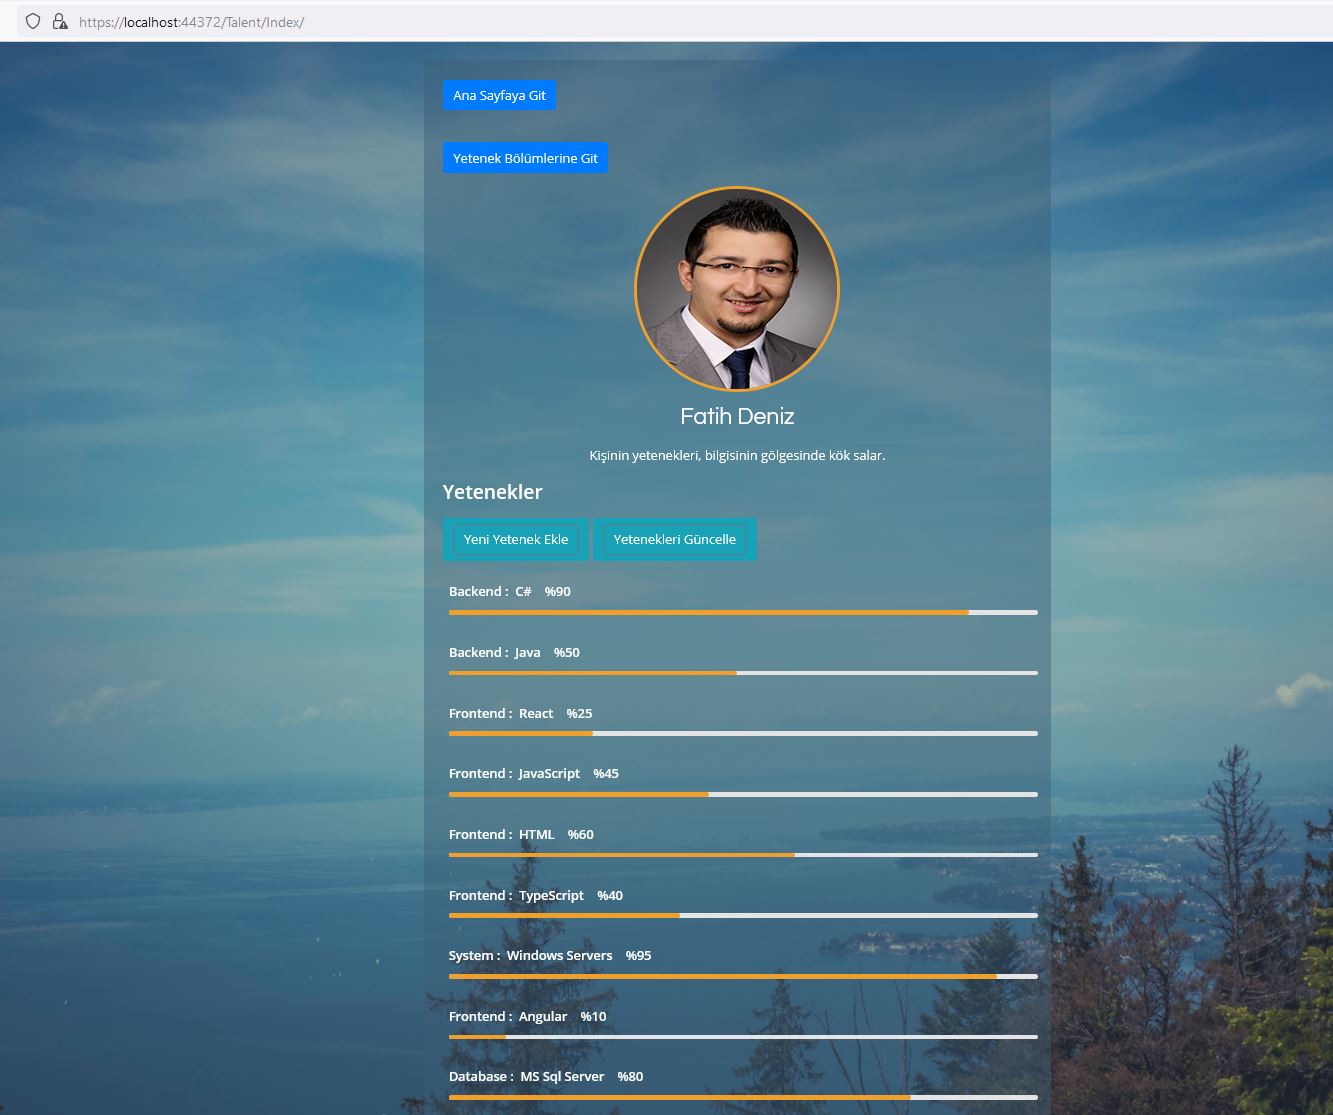 https://localhost:44372/Talent/Index/
Ana Sayfaya Git
Yetenek Bölümlerine Git
Fatih Deniz
Kişinin yetenekleri, bilgisinin gölgesinde kök salar.
Yetenekler
Yeni Yetenek Ekle Yetenekleri Güncelle
Backend : C# %90
Backend : Java %50
Frontend : React %25
Frontend : JavaScript %45
Frontend : HTML %60
Frontend : TypeScript %40
System : Windows Servers %95
Frontend : Angular %10
Database : MS Sql Server %80